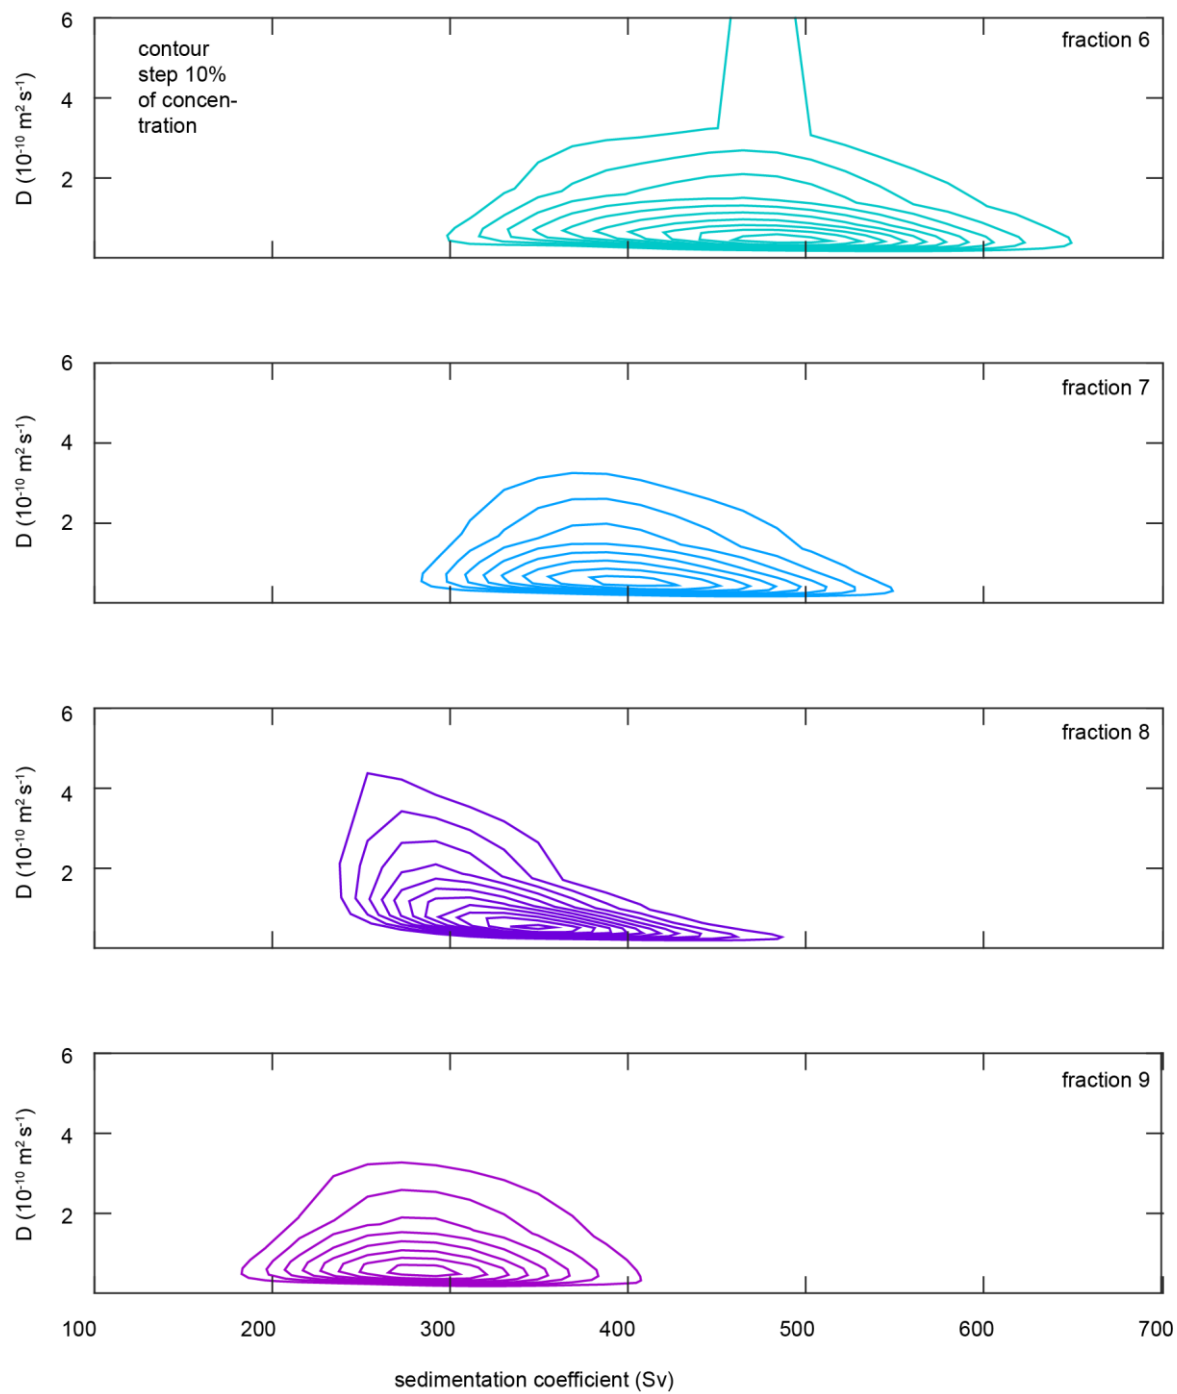 6
contour
step 10%
of concen-
tration
fraction 6
4
2
D (10⁻¹⁰ m² s⁻¹)
6
fraction 7
4
2
D (10⁻¹⁰ m² s⁻¹)
6
fraction 8
4
2
D (10⁻¹⁰ m² s⁻¹)
6
fraction 9
4
2
D (10⁻¹⁰ m² s⁻¹)
100 200 300 400 500 600 700
sedimentation coefficient (Sv)